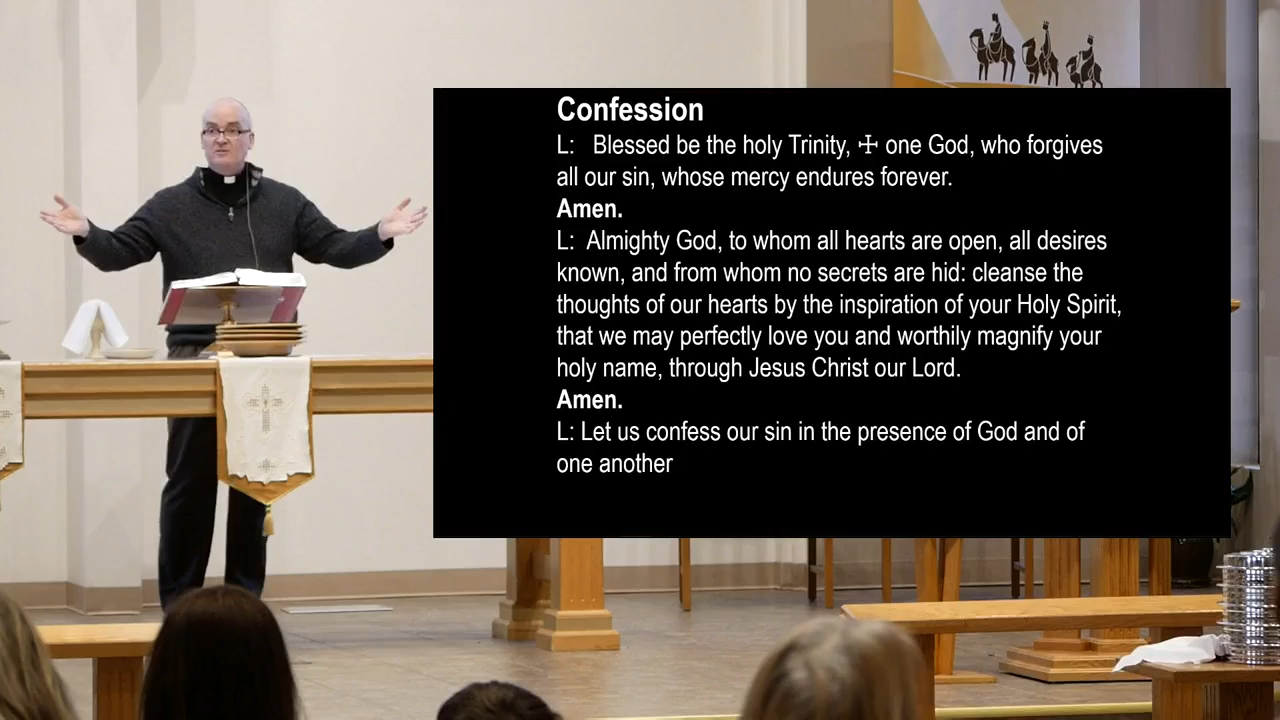 Confession
L:   Blessed be the holy Trinity, ☩ one God, who forgives
all our sin, whose mercy endures forever.
Amen.
L:  Almighty God, to whom all hearts are open, all desires
known, and from whom no secrets are hid: cleanse the
thoughts of our hearts by the inspiration of your Holy Spirit,
that we may perfectly love you and worthily magnify your
holy name, through Jesus Christ our Lord.
Amen.
L: Let us confess our sin in the presence of God and of
one another